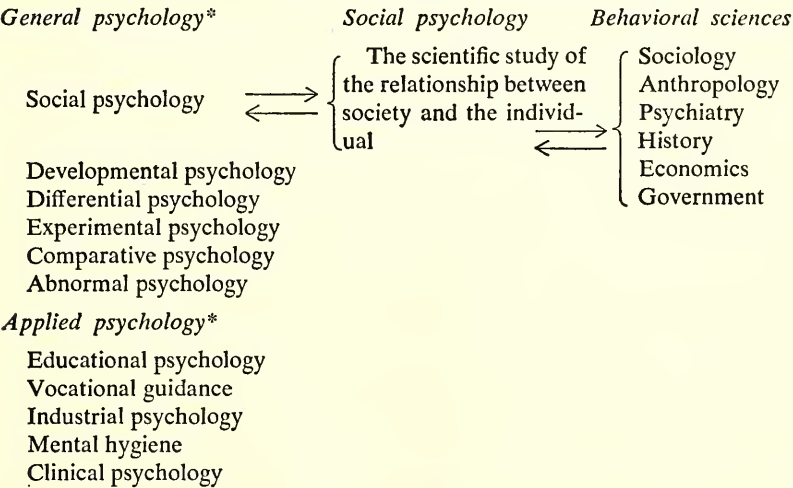 General psychology* Social psychology Behavioral sciences
Social psychology
The scientific study of
the relationship between
society and the individ-
ual
Sociology
Anthropology
Psychiatry
History
Economics
Government
Developmental psychology
Differential psychology
Experimental psychology
Comparative psychology
Abnormal psychology
Applied psychology*
Educational psychology
Vocational guidance
Industrial psychology
Mental hygiene
Clinical psychology